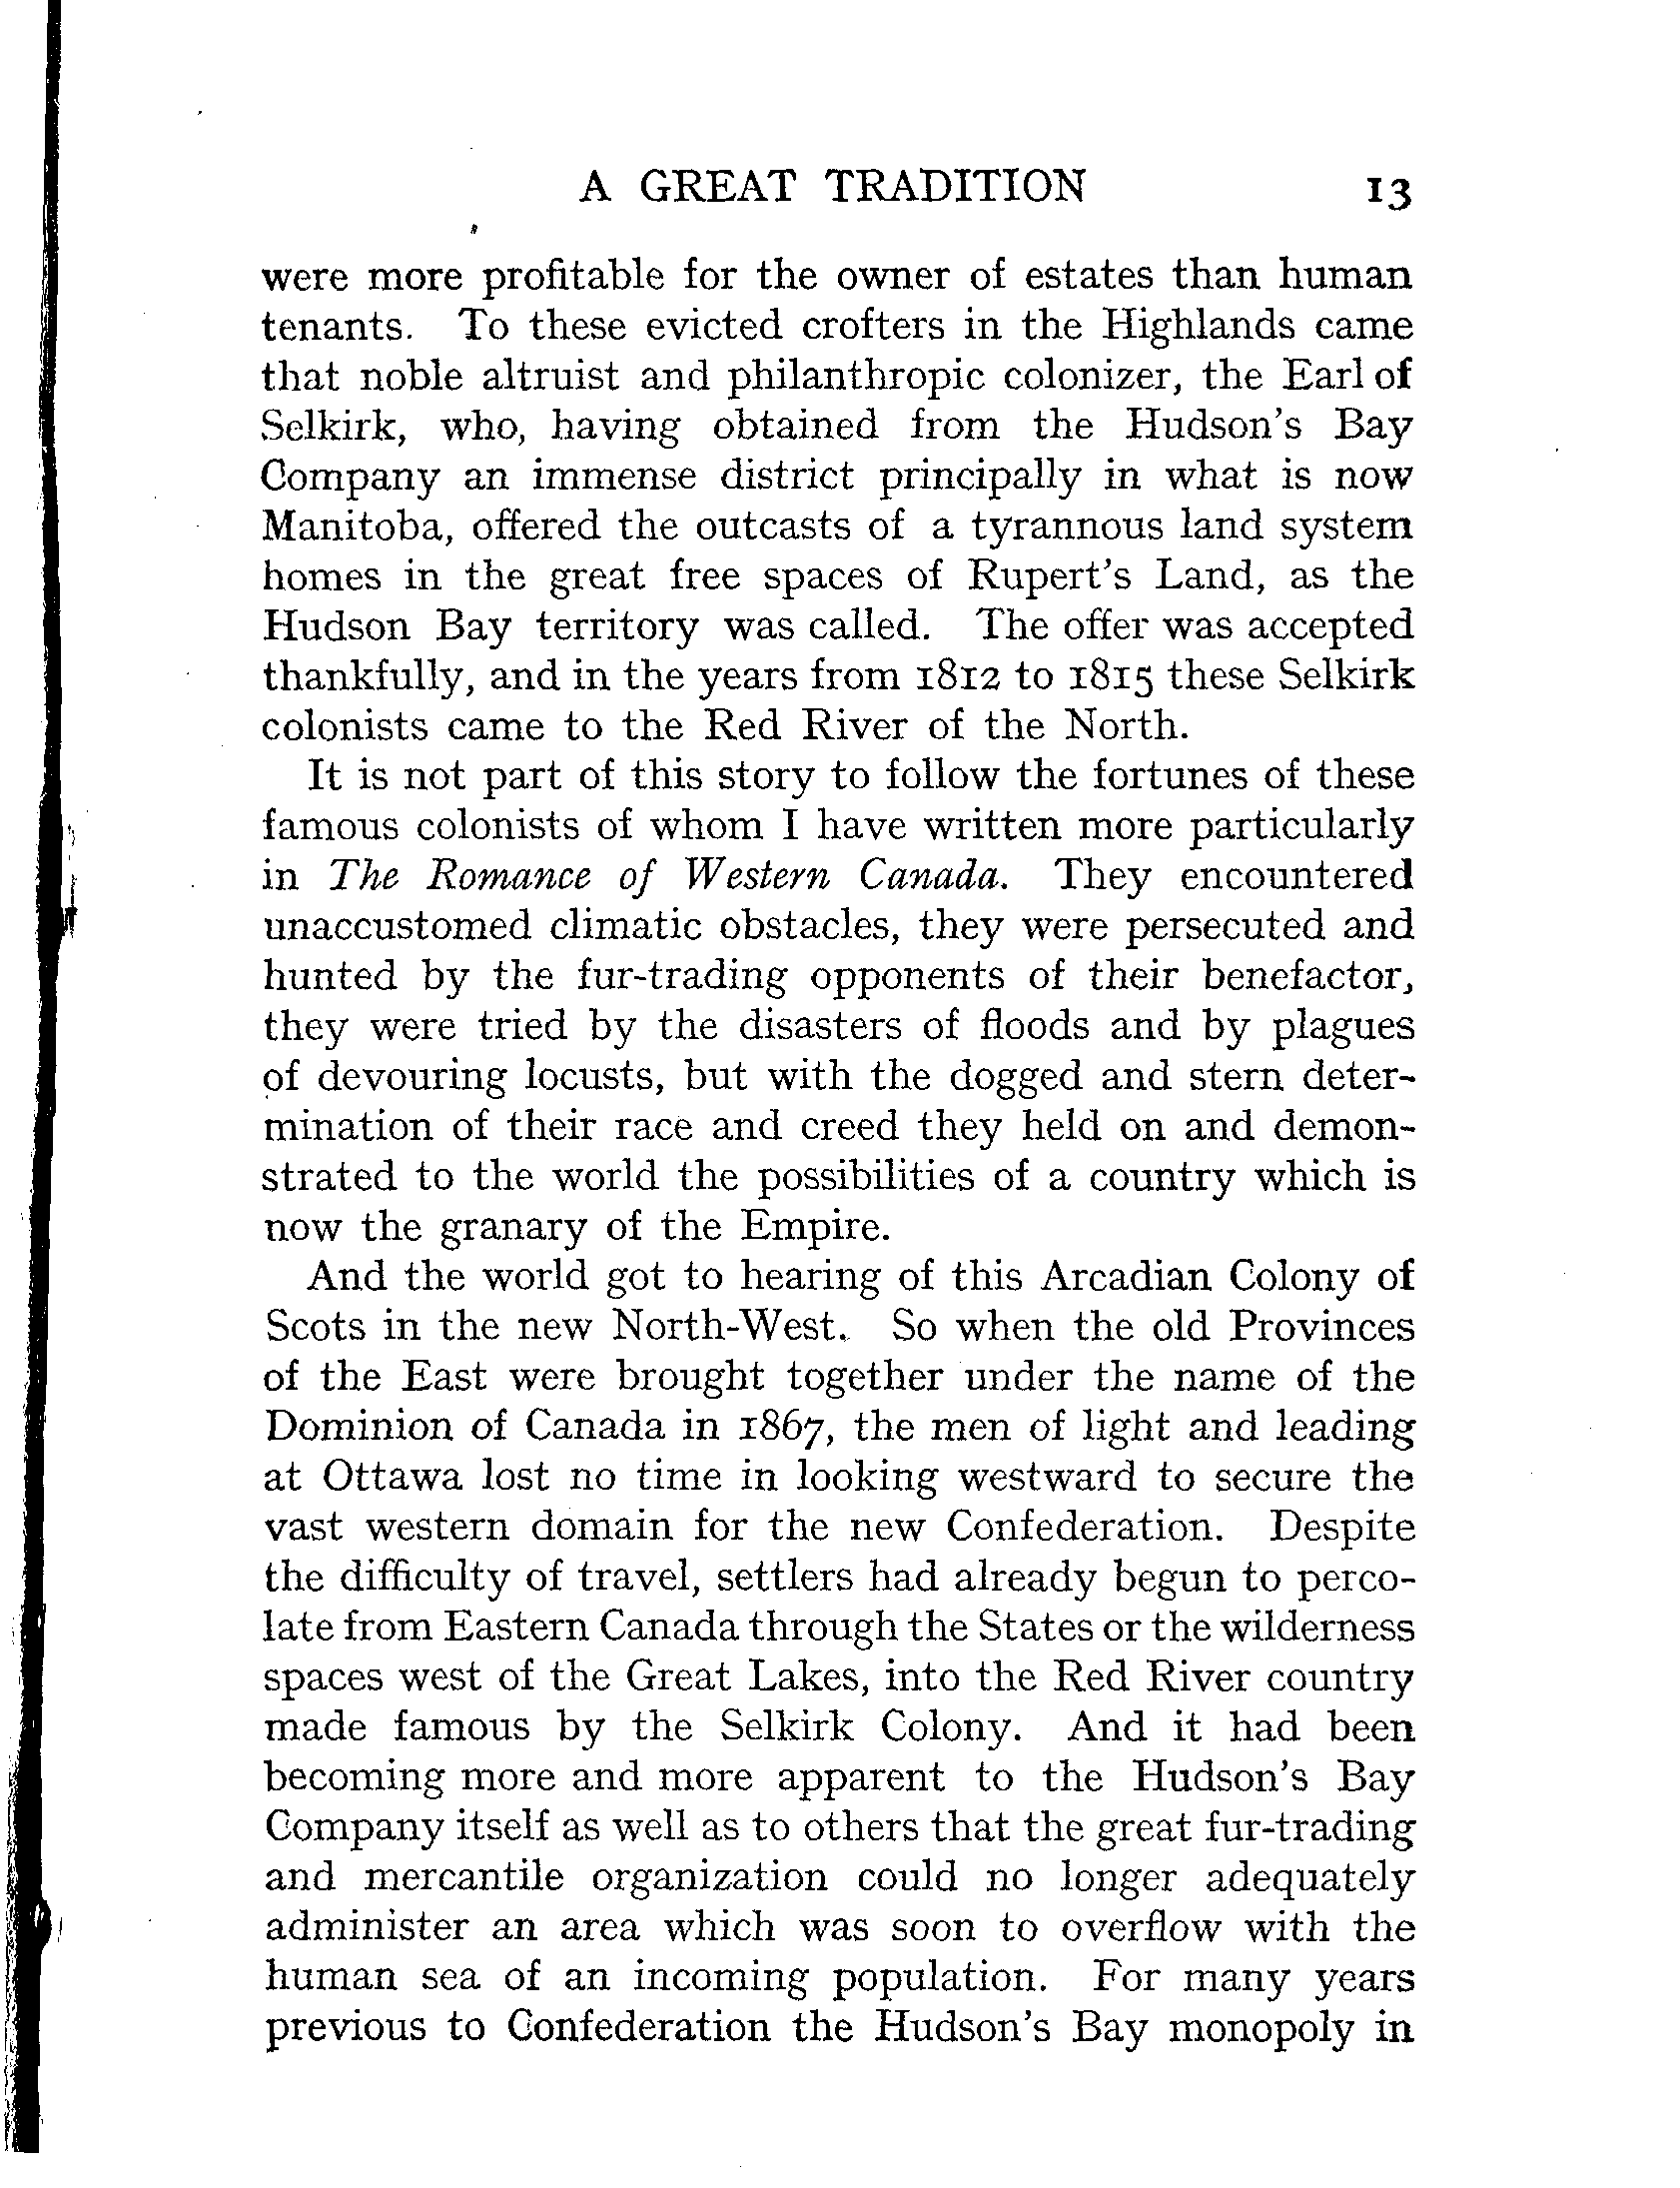 A GREAT TRADITION 13
were more profitable for the owner of estates than human
tenants. To these evicted crofters in the Highlands came
that noble altruist and philanthropic colonizer, the Earl of
Selkirk, who, having obtained from the Hudson's Bay
Company an immense district principally in what is now
Manitoba, offered the outcasts of a tyrannous land system
homes in the great free spaces of Rupert's Land, as the
Hudson Bay territory was called. The offer was accepted
thankfully, and in the years from 1812 to 1815 these Selkirk
colonists came to the Red River of the North.
It is not part of this story to follow the fortunes of these
famous colonists of whom I have written more particularly
in The Romance of Western Canada. They encountered
unaccustomed climatic obstacles, they were persecuted and
hunted by the fur-trading opponents of their benefactor,
they were tried by the disasters of floods and by plagues
of devouring locusts, but with the dogged and stern deter-
mination of their race and creed they held on and demon-
strated to the world the possibilities of a country which is
now the granary of the Empire.
And the world got to hearing of this Arcadian Colony of
Scots in the new North-West. So when the old Provinces
of the East were brought together under the name of the
Dominion of Canada in 1867, the men of light and leading
at Ottawa lost no time in looking westward to secure the
vast western domain for the new Confederation. Despite
the difficulty of travel, settlers had already begun to perco-
late from Eastern Canada through the States or the wilderness
spaces west of the Great Lakes, into the Red River country
made famous by the Selkirk Colony. And it had been
becoming more and more apparent to the Hudson's Bay
Company itself as well as to others that the great fur-trading
and mercantile organization could no longer adequately
administer an area which was soon to overflow with the
human sea of an incoming population. For many years
previous to Confederation the Hudson's Bay monopoly in